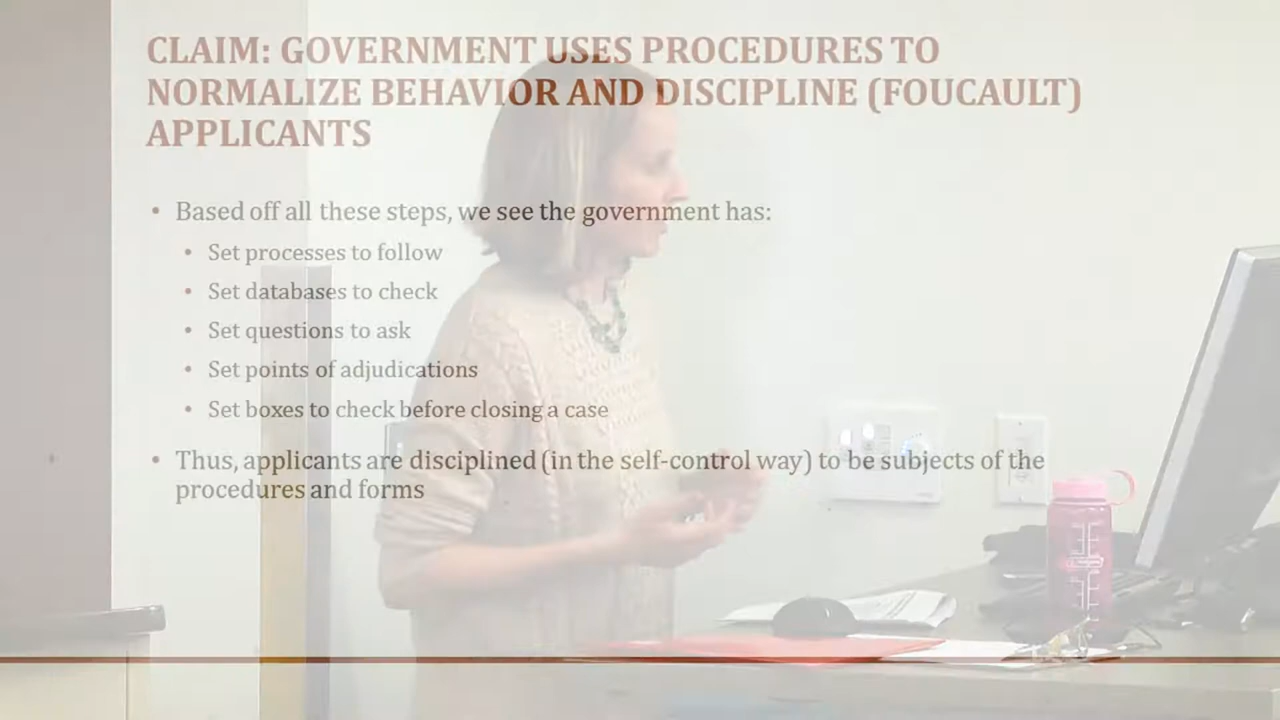 CLAIM: GOVERNMENT USES PROCEDURES TO
NORMALIZE BEHAVIOR AND DISCIPLINE (FOUCAULT)
APPLICANTS
• Based off all these steps, we see the government has:
• Set processes to follow
• Set databases to check
• Set questions to ask
• Set points of adjudications
• Set boxes to check before closing a case
• Thus, applicants are disciplined (in the self-control way) to be subjects of the
procedures and forms